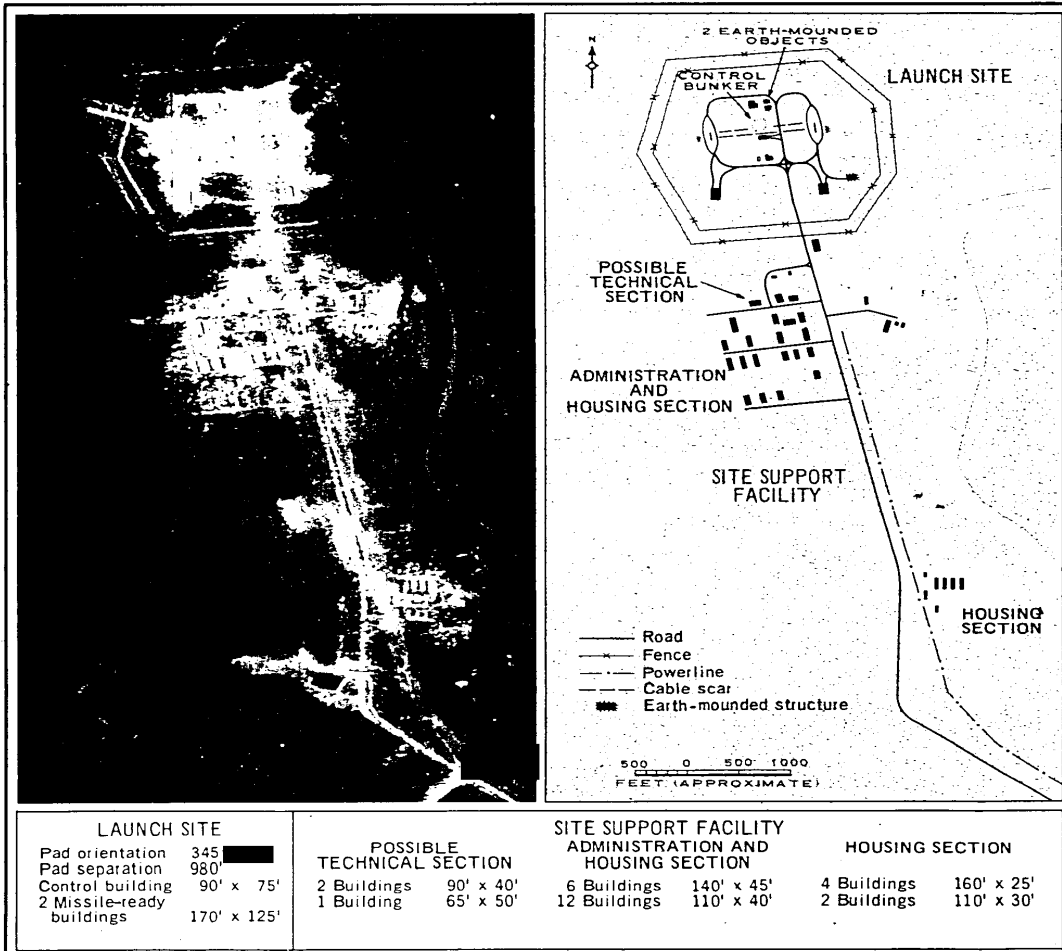 N
2 EARTH-MOUNDED
OBJECTS
CONTROL
BUNKER
LAUNCH SITE
POSSIBLE
TECHNICAL
SECTION
ADMINISTRATION
AND
HOUSING SECTION
SITE SUPPORT
FACILITY
HOUSING
SECTION
Road
Fence
Powerline
Cable scar
Earth-mounded structure
500 0 500 1000
FEET (APPROXIMATE)
LAUNCH SITE
Pad orientation 345
Pad separation 980'
Control building 90' x 75'
2 Missile-ready
buildings 170' x 125'
SITE SUPPORT FACILITY
POSSIBLE
TECHNICAL SECTION
2 Buildings 90' x 40'
1 Building 65' x 50'
ADMINISTRATION AND
HOUSING SECTION
6 Buildings 140' x 45'
12 Buildings 110' x 40'
HOUSING SECTION
4 Buildings 160' x 25'
2 Buildings 110' x 30'